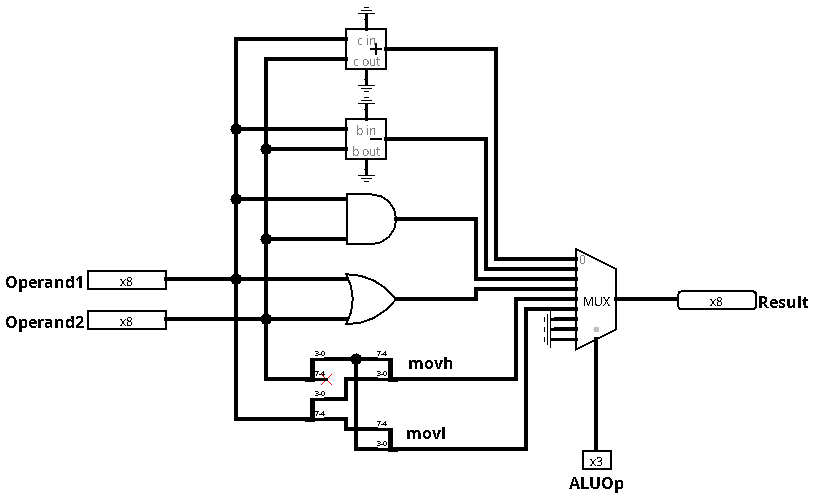 c in
+
c out
b in
−
b out
0
Operand1 x8
MUX
x8 Result
Operand2 x8
3-0 7-4
movh
7-4 3-0
3-0
7-4
7-4
movl
3-0
x3
ALUOp